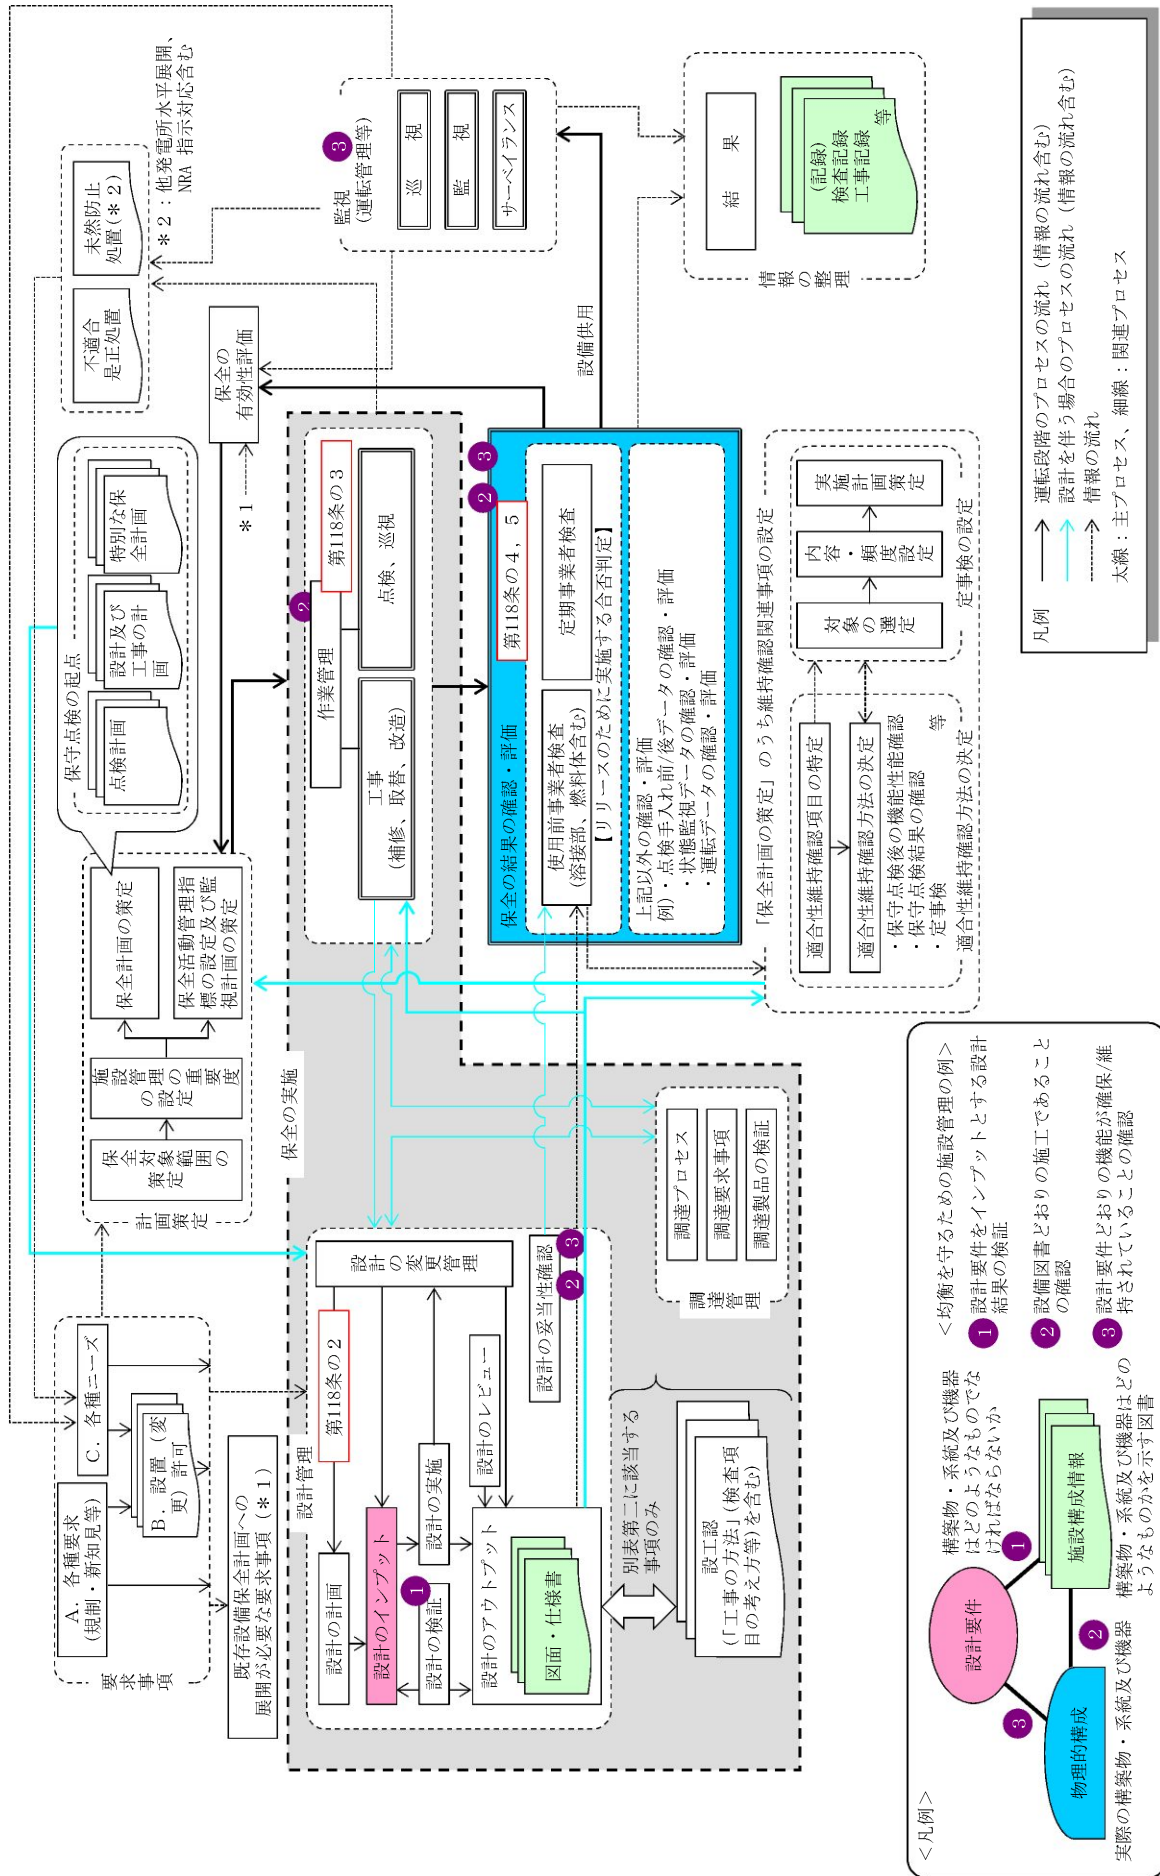 要求事項
A. 各種要求
(規制・新知見等)
C. 各種ニーズ
B. 設置(変
更)許可
既存設備保全計画への
展開が必要な要求事項(*1)
計画策定
保全対象範囲の
策定
施設管理の重要度
の設定
保全計画の策定
保全活動管理指
標の設定及び監
視計画の策定
保守点検の起点
点検計画
設計及び
工事の計
画
特別な保
全計画
不適合
是正処置
未然防止
処置(*2)
*2:他発電所水平展開、
NRA 指示対応含む
保全の
有効性評価
*1
保全の実施
設計管理
第118条の2
設計の計画
設計のインプット
設計の変更管理
設計の検証
1
設計の実施
設計のアウトプット
図面・仕様書
設計のレビュー
設計の妥当性確認
2
3
別表第二に該当する
事項のみ
設工認
(「工事の方法」(検査項
目の考え方等)を含む)
調達管理
調達プロセス
調達要求事項
調達製品の検証
作業管理
2
第118条の3
工事
(補修、取替、改造)
点検、巡視
保全の結果の確認・評価
2
3
第118条の4，5
使用前事業者検査
(溶接部、燃料体含む)
定期事業者検査
【リリースのために実施する合否判定】
上記以外の確認・評価
例)・点検手入れ前/後データの確認・評価
・状態監視データの確認・評価
・運転データの確認・評価
設備供用
監視
(運転管理等)
3
巡視
監視
サーベイランス
情報の整理
結果
(記録)
検査記録
工事記録
等
「保全計画の策定」のうち維持確認関連事項の設定
適合性維持確認項目の特定
適合性維持確認方法の決定
・保守点検後の機能性能確認
・保守点検結果の確認
・定事検
等
適合性維持確認方法の決定
対象の選定
内容・頻度設定
実施計画策定
定事検の設定
凡例
運転段階のプロセスの流れ（情報の流れ含む）
設計を伴う場合のプロセスの流れ（情報の流れ含む）
情報の流れ
太線：主プロセス、細線：関連プロセス
<凡例>
設計要件
構築物・系統及び機器
はどのようなものでな
ければならないか
1
施設構成情報
構築物・系統及び機器はどの
ようなものかを示す図書
2
物理的構成
実際の構築物・系統及び機器
3
<均衡を守るための施設管理の例>
1 設計要件をインプットとする設計
結果の検証
2 設備図書どおりの施工であること
の確認
3 設計要件どおりの機能が確保/維
持されていることの確認